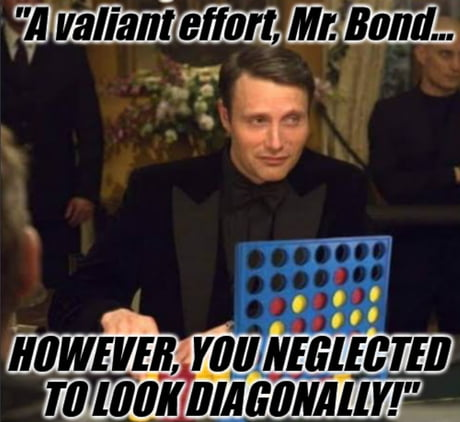 "A valiant effort, Mr. Bond...
HOWEVER, YOU NEGLECTED
TO LOOK DIAGONALLY!"